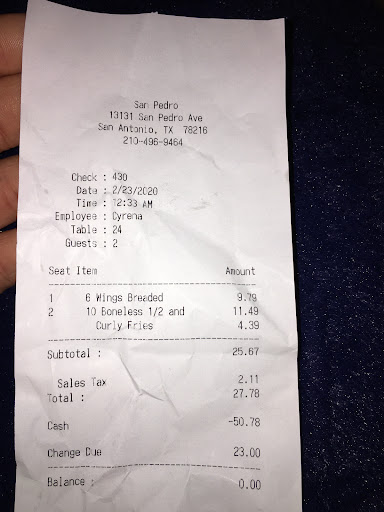 San Pedro
13131 San Pedro Ave
San Antonio, TX 78216
210-496-9464
Check : 430
Date : 2/23/2020
Time : 12:33 AM
Employee : Cyrena
Table : 24
Guests : 2
Seat Item Amount
1 6 Wings Breaded 9.79
2 10 Boneless 1/2 and 11.49
Curly Fries 4.39
Subtotal : 25.67
Sales Tax 2.11
Total : 27.78
Cash -50.78
Change Due 23.00
Balance : 0.00